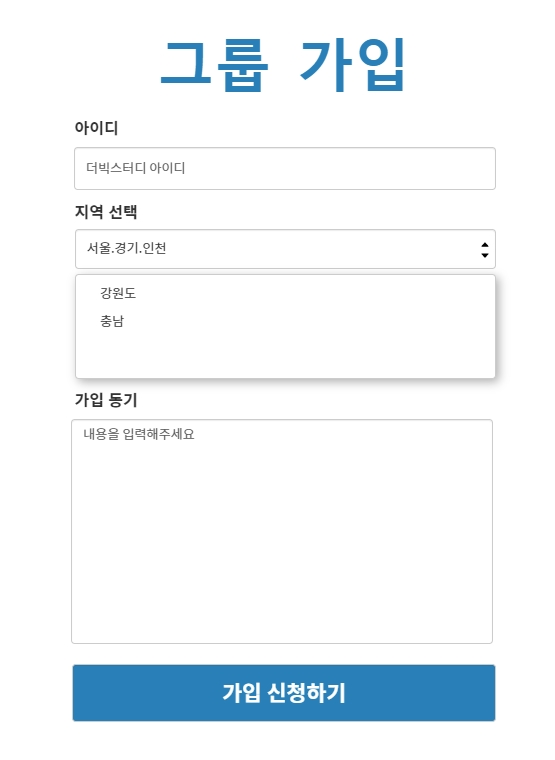 그룹 가입
아이디
더빅스터디 아이디
지역 선택
서울.경기.인천
강원도
충남
가입 동기
내용을 입력해주세요
가입 신청하기